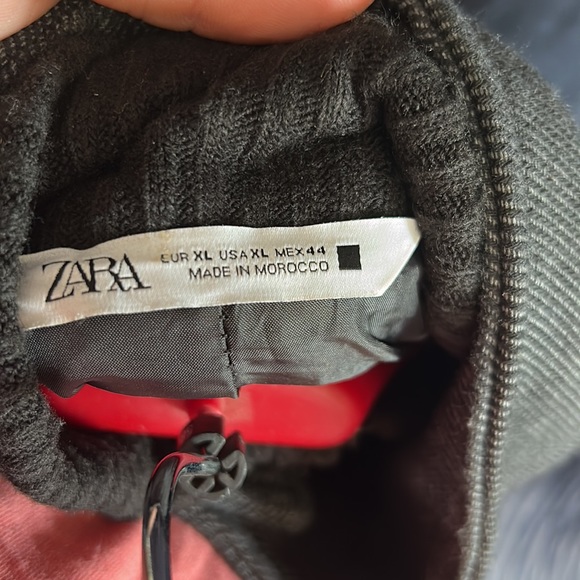 ZARA
EUR XL USA XL MEX 44
MADE IN MOROCCO